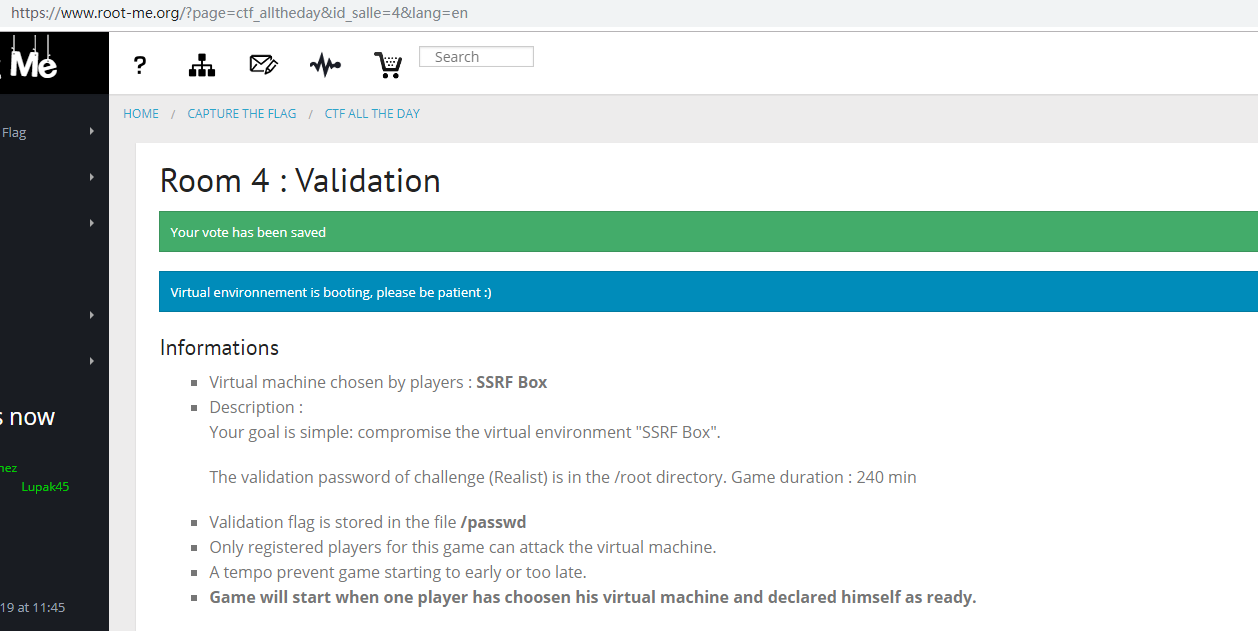 https://www.root-me.org/?page=ctf_alltheday&id_salle=4&lang=en
Me
?
Search
HOME / CAPTURE THE FLAG / CTF ALL THE DAY
Flag
Room 4 : Validation
Your vote has been saved
Virtual environnement is booting, please be patient :)
Informations
Virtual machine chosen by players : SSRF Box
Description :
Your goal is simple: compromise the virtual environment "SSRF Box".
The validation password of challenge (Realist) is in the /root directory. Game duration : 240 min
Validation flag is stored in the file /passwd
Only registered players for this game can attack the virtual machine.
A tempo prevent game starting to early or too late.
Game will start when one player has choosen his virtual machine and declared himself as ready.
s now
nez
Lupak45
19 at 11:45